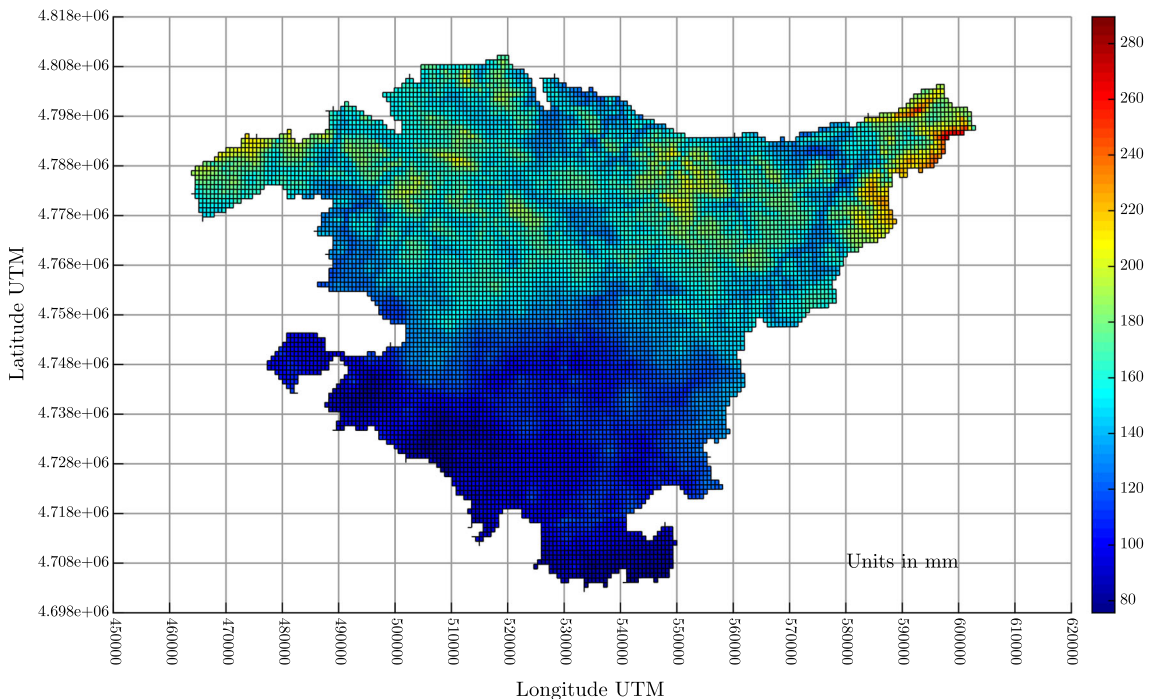 4.818e+06
4.808e+06
4.798e+06
4.788e+06
4.778e+06
4.768e+06
4.758e+06
4.748e+06
4.738e+06
4.728e+06
4.718e+06
4.708e+06
4.698e+06
Latitude UTM
450000
460000
470000
480000
490000
500000
510000
520000
530000
540000
550000
560000
570000
580000
590000
600000
610000
620000
Longitude UTM
Units in mm
280
260
240
220
200
180
160
140
120
100
80